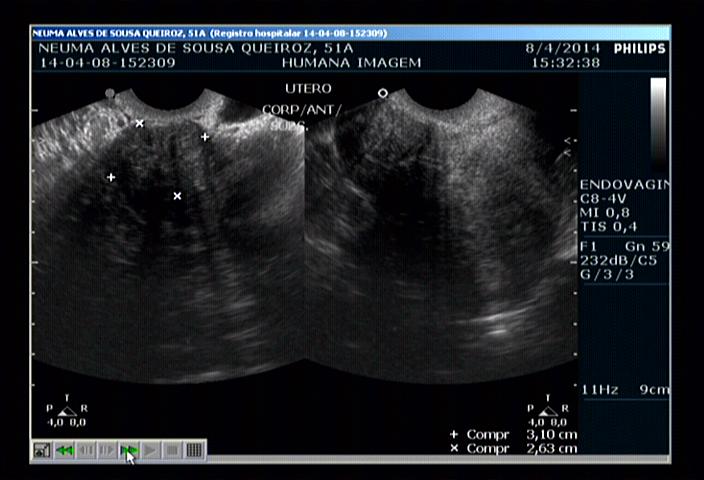 NEUMA ALVES DE SOUSA QUEIROZ, 51A (Registro hospitalar 14-04-08-152309)
NEUMA ALVES DE SOUSA QUEIROZ, 51A 8/4/2014 PHILIPS
14-04-08-152309 HUMANA IMAGEM 15:32:38
UTERO
CORP/ANT/
ENDOVAGIN
C8-4V
MI 0,8
TIS 0,4
F1 Gn 59
232dB/C5
G/3/3
11Hz 9cm
T T
P R P R
4,0 8,0 4,0 8,0
+ Compr 3,10 cm
× Compr 2,63 cm